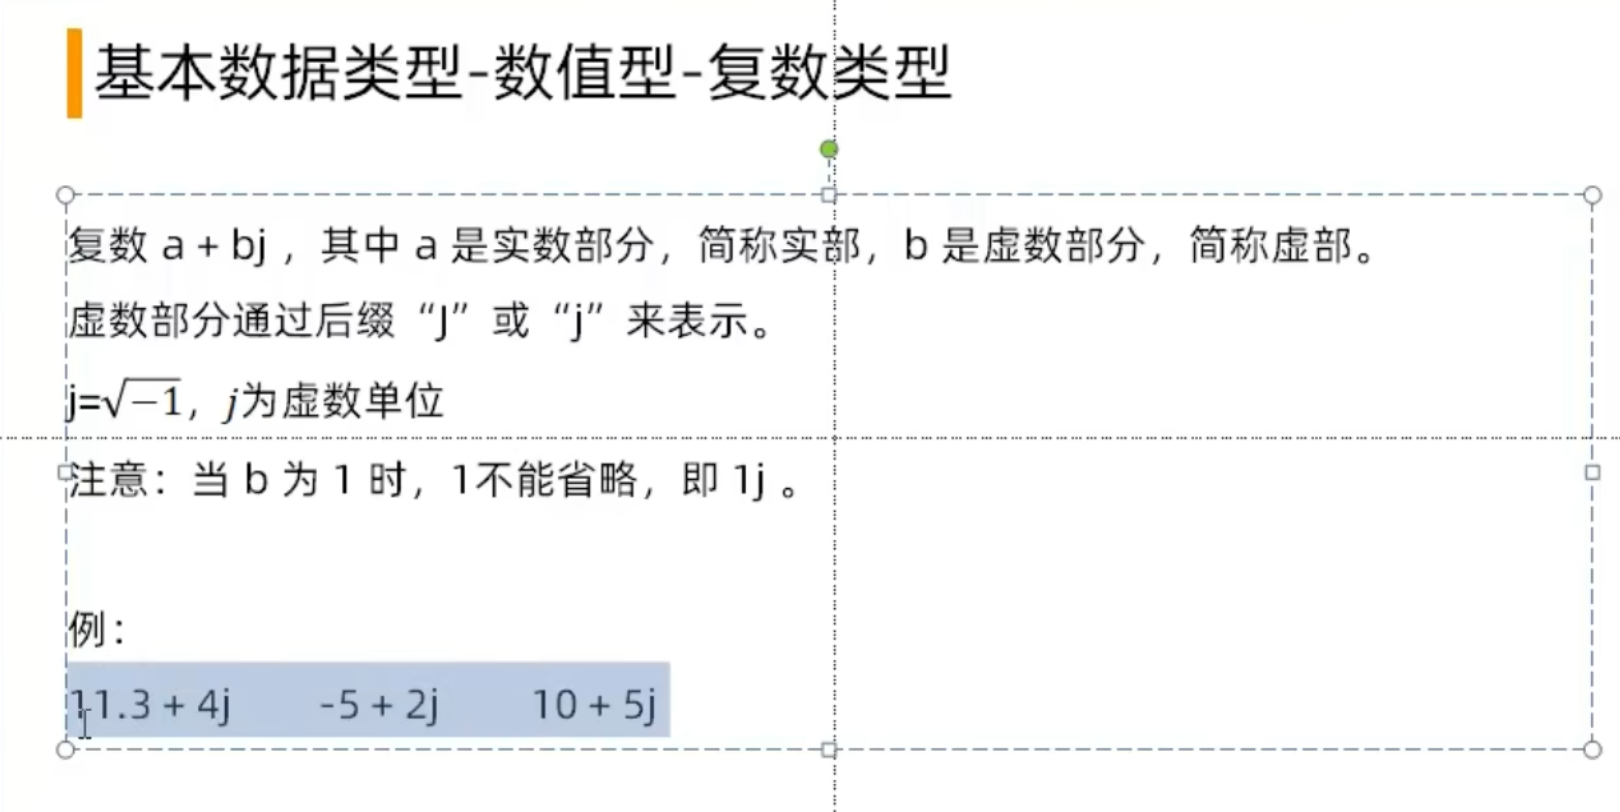 基本数据类型-数值型-复数类型
复数 a + bj ，其中 a 是实数部分，简称实部，b 是虚数部分，简称虚部。
虚数部分通过后缀“J”或“j”来表示。
j=√−1，j为虚数单位
注意：当 b 为 1 时，1不能省略，即 1j 。
例：
11.3 + 4j -5 + 2j 10 + 5j